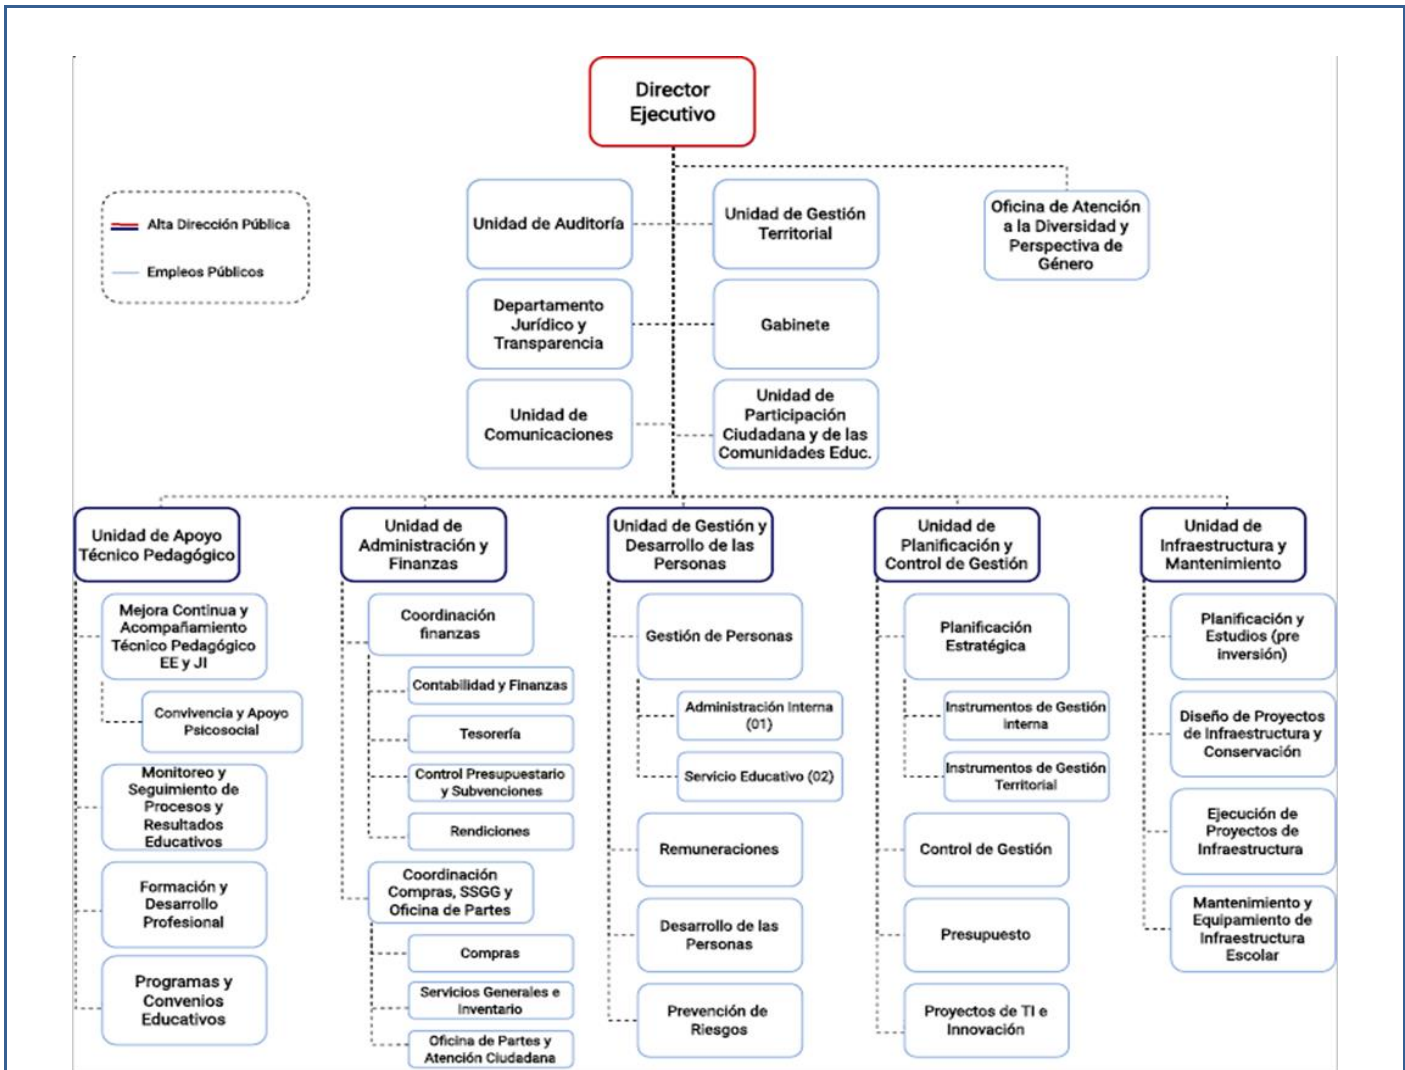 Director
Ejecutivo
Alta Dirección Pública
Empleos Públicos
Unidad de Auditoría
Unidad de Gestión
Territorial
Oficina de Atención
a la Diversidad y
Perspectiva de
Género
Departamento
Jurídico y
Transparencia
Gabinete
Unidad de
Comunicaciones
Unidad de
Participación
Ciudadana y de las
Comunidades Educ.
Unidad de Apoyo
Técnico Pedagógico
Mejora Continua y
Acompañamiento
Técnico Pedagógico
EE y JI
Convivencia y Apoyo
Psicosocial
Monitoreo y
Seguimiento de
Procesos y
Resultados
Educativos
Formación y
Desarrollo
Profesional
Programas y
Convenios
Educativos
Unidad de
Administración y
Finanzas
Coordinación
finanzas
Contabilidad y Finanzas
Tesorería
Control Presupuestario
y Subvenciones
Rendiciones
Coordinación
Compras, SSGG y
Oficina de Partes
Compras
Servicios Generales e
Inventario
Oficina de Partes y
Atención Ciudadana
Unidad de Gestión y
Desarrollo de las
Personas
Gestión de Personas
Administración Interna
(01)
Servicio Educativo (02)
Remuneraciones
Desarrollo de las
Personas
Prevención de
Riesgos
Unidad de
Planificación y
Control de Gestión
Planificación
Estratégica
Instrumentos de Gestión
interna
Instrumentos de Gestión
Territorial
Control de Gestión
Presupuesto
Proyectos de TI e
Innovación
Unidad de
Infraestructura y
Mantenimiento
Planificación y
Estudios (pre
inversión)
Diseño de Proyectos
de Infraestructura y
Conservación
Ejecución de
Proyectos de
Infraestructura
Mantenimiento y
Equipamiento de
Infraestructura
Escolar